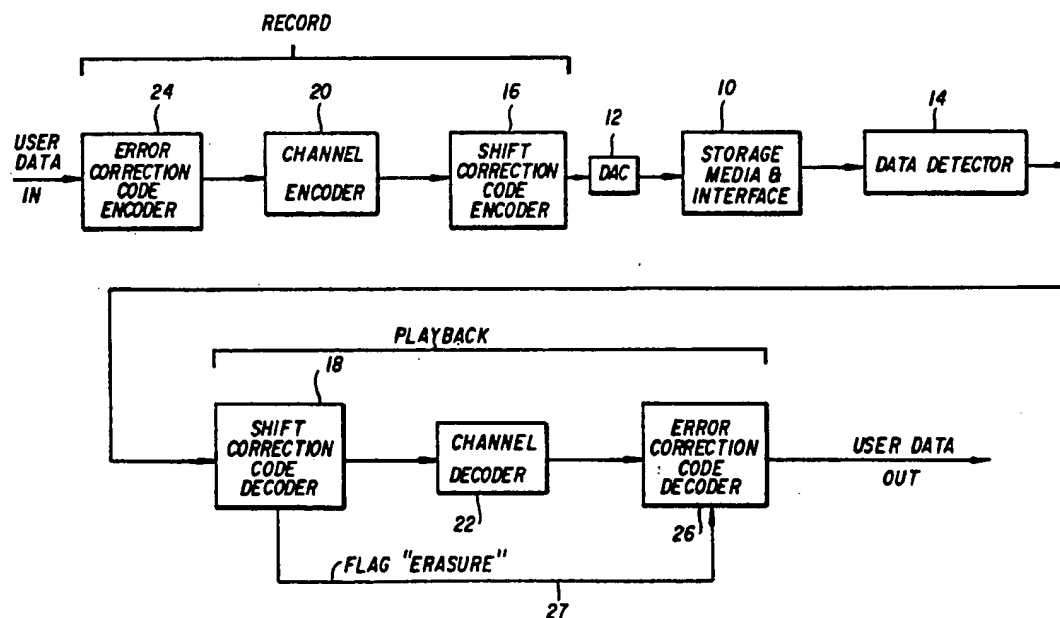 RECORD
24
20
16
12
10
14
USER
DATA
IN
ERROR
CORRECTION
CODE
ENCODER
CHANNEL
ENCODER
SHIFT
CORRECTION
CODE
ENCODER
DAC
STORAGE
MEDIA &
INTERFACE
DATA DETECTOR
PLAYBACK
18
SHIFT
CORRECTION
CODE
DECODER
CHANNEL
DECODER
22
ERROR
CORRECTION
CODE
DECODER
26
USER DATA
OUT
FLAG "ERASURE"
27